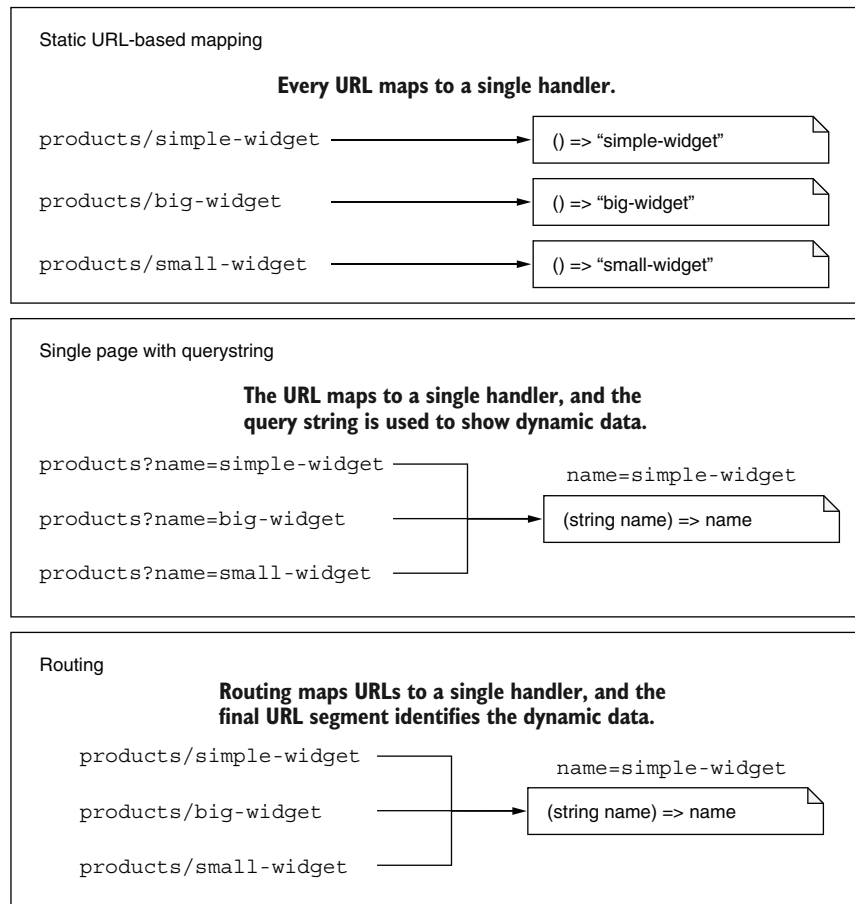 Static URL-based mapping
Every URL maps to a single handler.
products/simple-widget
() => “simple-widget”
products/big-widget
() => “big-widget”
products/small-widget
() => “small-widget”
Single page with querystring
The URL maps to a single handler, and the
query string is used to show dynamic data.
products?name=simple-widget
name=simple-widget
products?name=big-widget
(string name) => name
products?name=small-widget
Routing
Routing maps URLs to a single handler, and the
final URL segment identifies the dynamic data.
products/simple-widget
name=simple-widget
products/big-widget
(string name) => name
products/small-widget